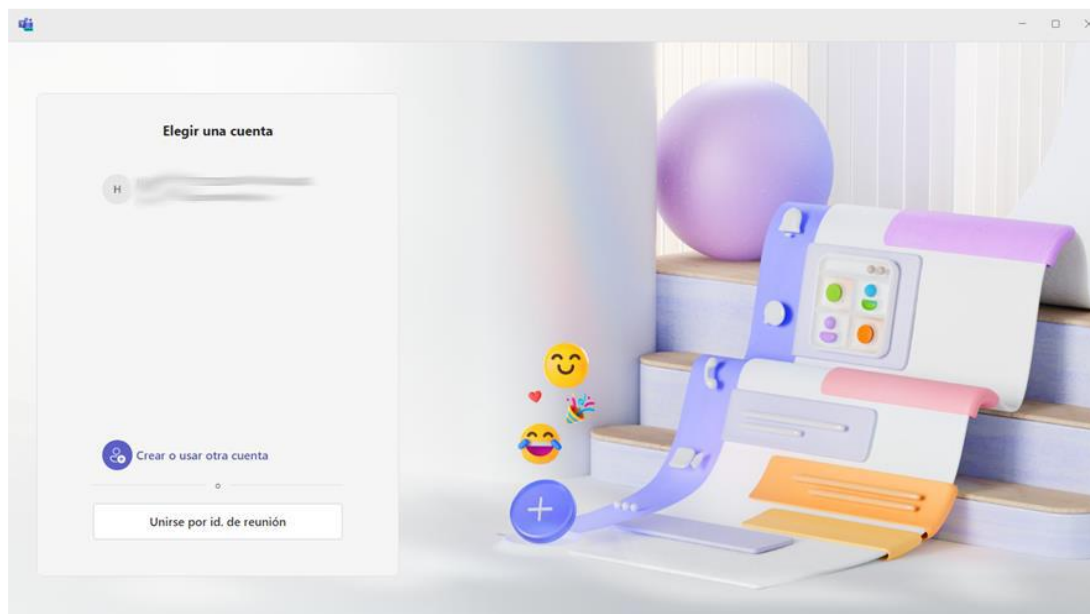 Elegir una cuenta
H
Crear o usar otra cuenta
o
Unirse por id. de reunión